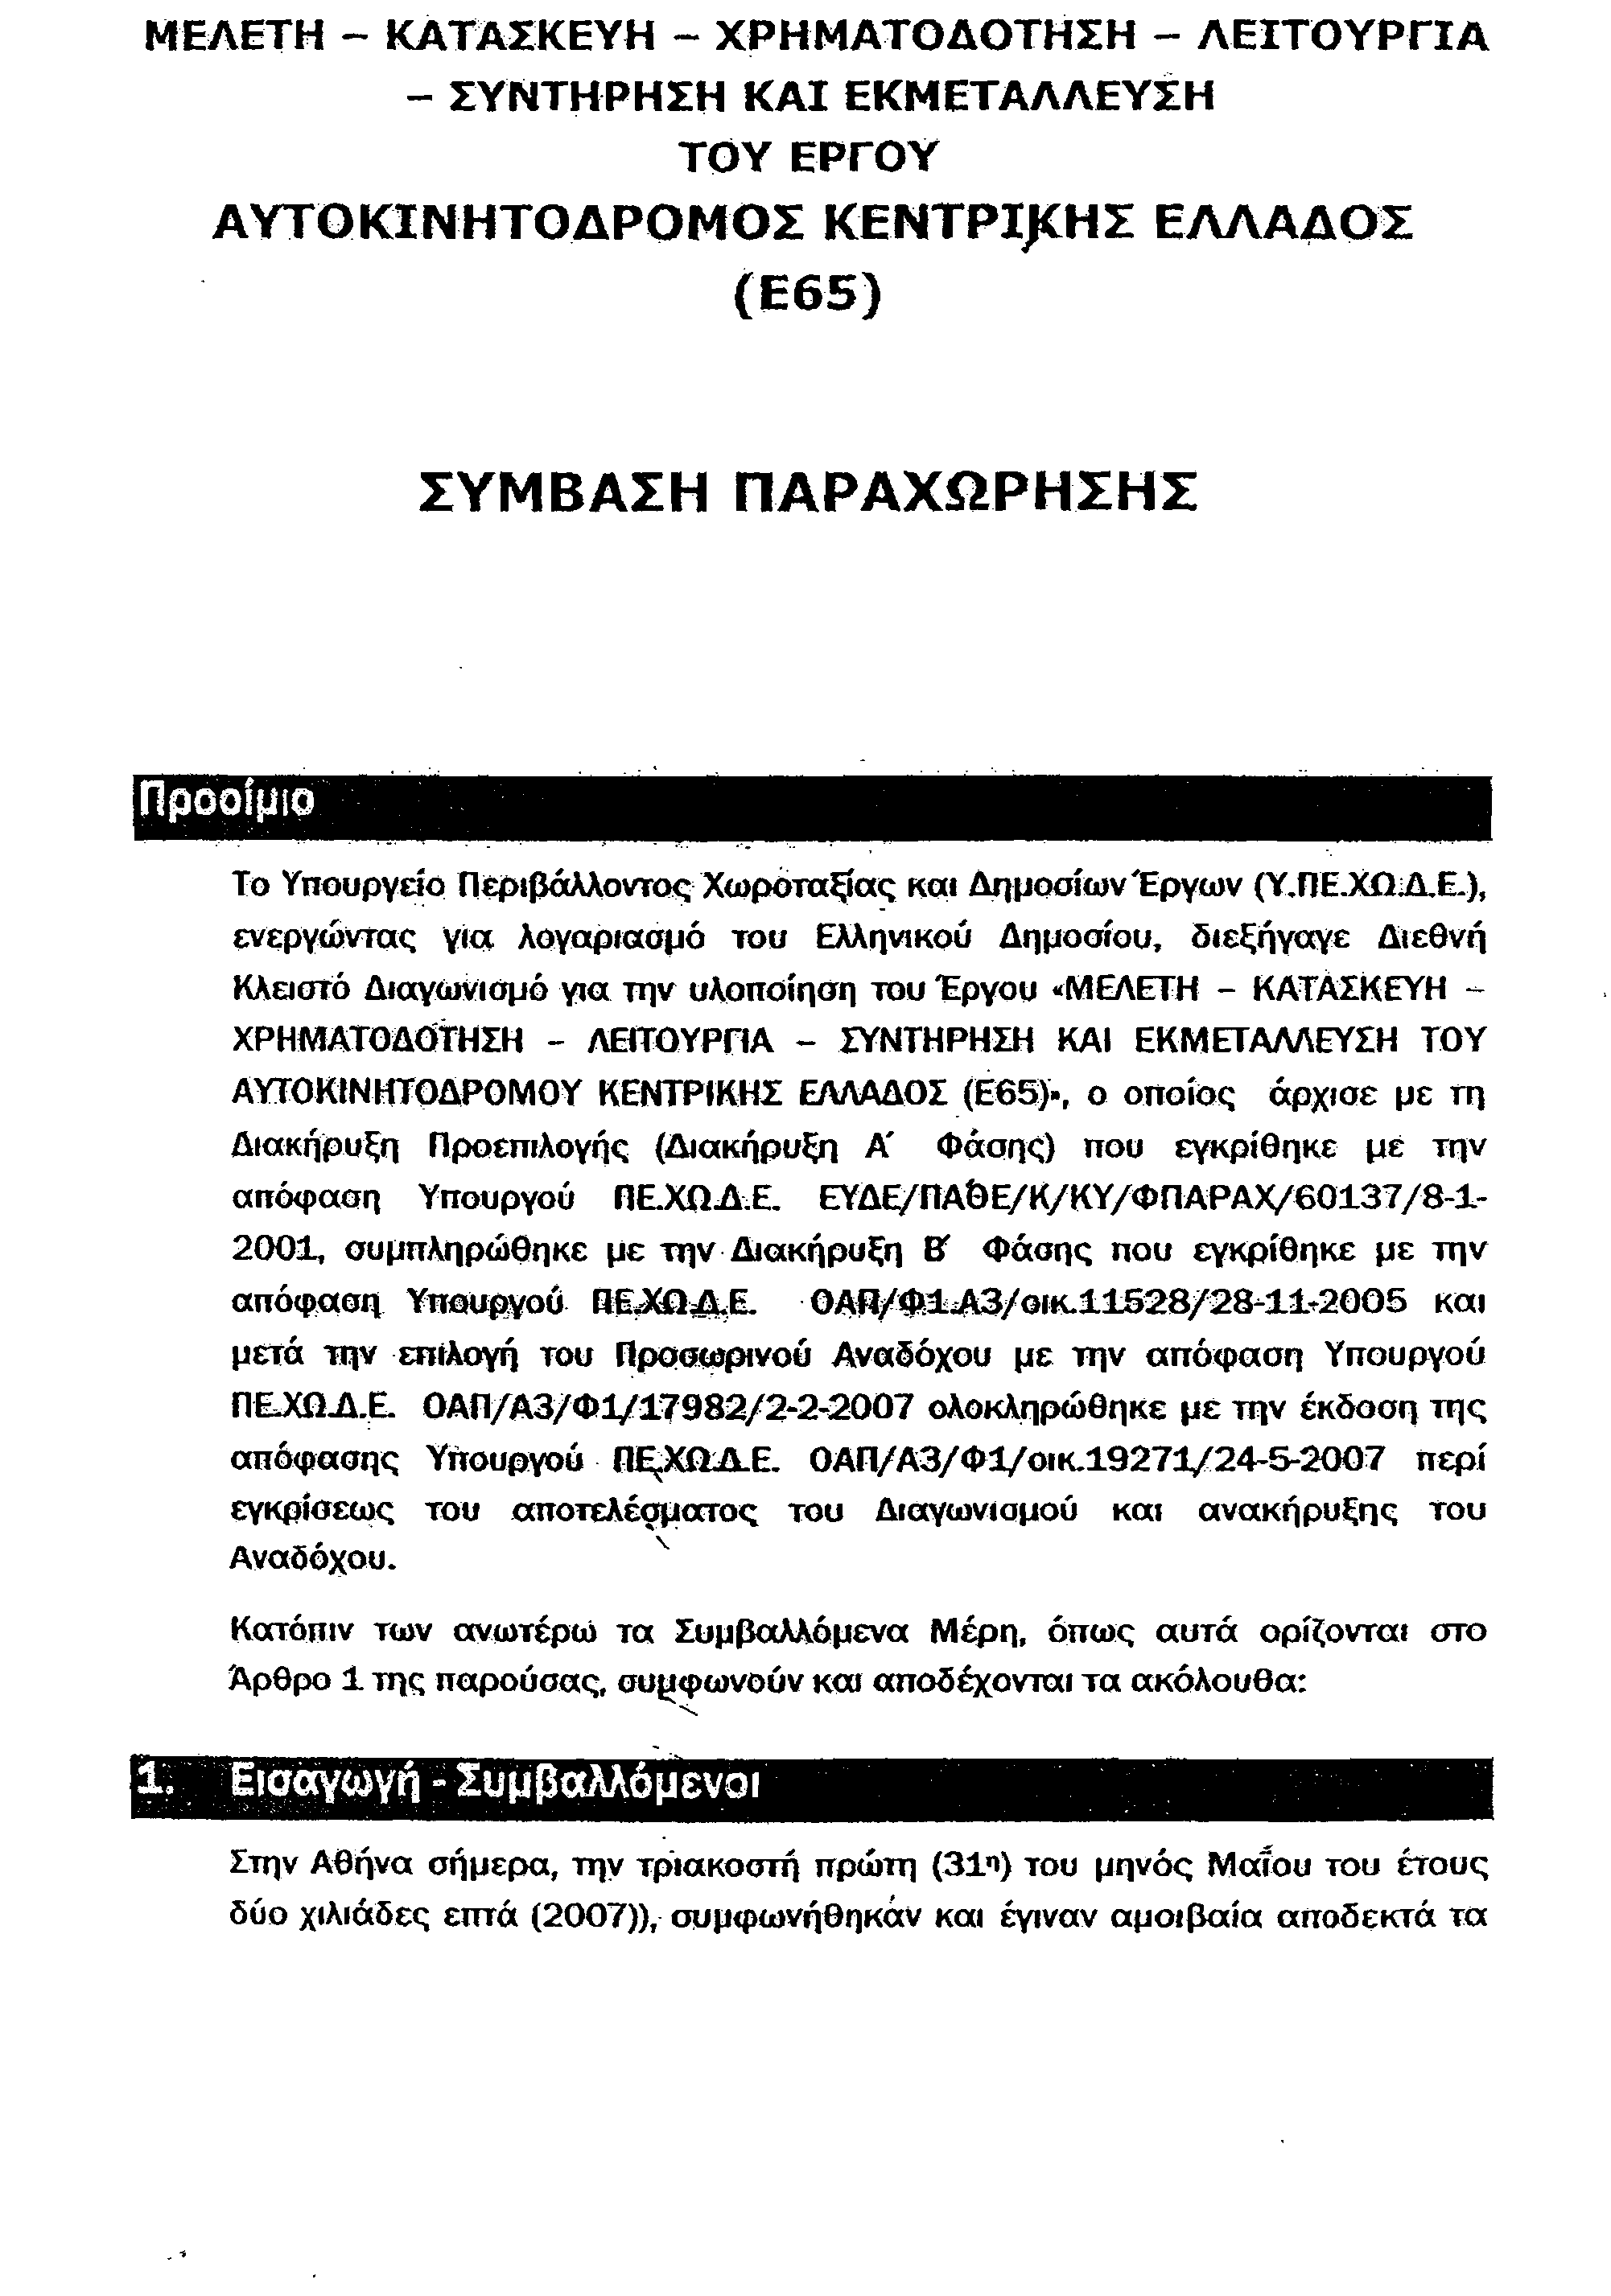 ΜΕΛΕΤΗ – ΚΑΤΑΣΚΕΥΗ – ΧΡΗΜΑΤΟΔΟΤΗΣΗ – ΛΕΙΤΟΥΡΓΙΑ
– ΣΥΝΤΗΡΗΣΗ ΚΑΙ ΕΚΜΕΤΑΛΛΕΥΣΗ
ΤΟΥ ΕΡΓΟΥ
ΑΥΤΟΚΙΝΗΤΟΔΡΟΜΟΣ ΚΕΝΤΡΙΚΗΣ ΕΛΛΑΔΟΣ
(Ε65)
ΣΥΜΒΑΣΗ ΠΑΡΑΧΩΡΗΣΗΣ
Προοίμιο
Το Υπουργείο Περιβάλλοντος Χωροταξίας και Δημοσίων Έργων (Υ.ΠΕ.ΧΩ.Δ.Ε.),
ενεργώντας για λογαριασμό του Ελληνικού Δημοσίου, διεξήγαγε Διεθνή
Κλειστό Διαγωνισμό για την υλοποίηση του Έργου «ΜΕΛΕΤΗ – ΚΑΤΑΣΚΕΥΗ –
ΧΡΗΜΑΤΟΔΟΤΗΣΗ – ΛΕΙΤΟΥΡΓΙΑ – ΣΥΝΤΗΡΗΣΗ ΚΑΙ ΕΚΜΕΤΑΛΛΕΥΣΗ ΤΟΥ
ΑΥΤΟΚΙΝΗΤΟΔΡΟΜΟΥ ΚΕΝΤΡΙΚΗΣ ΕΛΛΑΔΟΣ (Ε65)», ο οποίος άρχισε με τη
Διακήρυξη Προεπιλογής (Διακήρυξη Α΄ Φάσης) που εγκρίθηκε με την
απόφαση Υπουργού ΠΕ.ΧΩ.Δ.Ε. ΕΥΔΕ/ΠΑΘΕ/Κ/ΚΥ/ΦΠΑΡΑΧ/60137/8-1-
2001, συμπληρώθηκε με την Διακήρυξη Β΄ Φάσης που εγκρίθηκε με την
απόφαση Υπουργού ΠΕ.ΧΩ.Δ.Ε. ΟΑΠ/Φ1.Α3/οικ.11528/28-11-2005 και
μετά την επιλογή του Προσωρινού Αναδόχου με την απόφαση Υπουργού
ΠΕ.ΧΩ.Δ.Ε. ΟΑΠ/Α3/Φ1/17982/2-2-2007 ολοκληρώθηκε με την έκδοση της
απόφασης Υπουργού ΠΕ.ΧΩ.Δ.Ε. ΟΑΠ/Α3/Φ1/οικ.19271/24-5-2007 περί
εγκρίσεως του αποτελέσματος του Διαγωνισμού και ανακήρυξης του
Αναδόχου.
Κατόπιν των ανωτέρω τα Συμβαλλόμενα Μέρη, όπως αυτά ορίζονται στο
Άρθρο 1 της παρούσας, συμφωνούν και αποδέχονται τα ακόλουθα:
1. Εισαγωγή - Συμβαλλόμενοι
Στην Αθήνα σήμερα, την τριακοστή πρώτη (31η) του μηνός Μαΐου του έτους
δύο χιλιάδες επτά (2007)), συμφωνήθηκαν και έγιναν αμοιβαία αποδεκτά τα